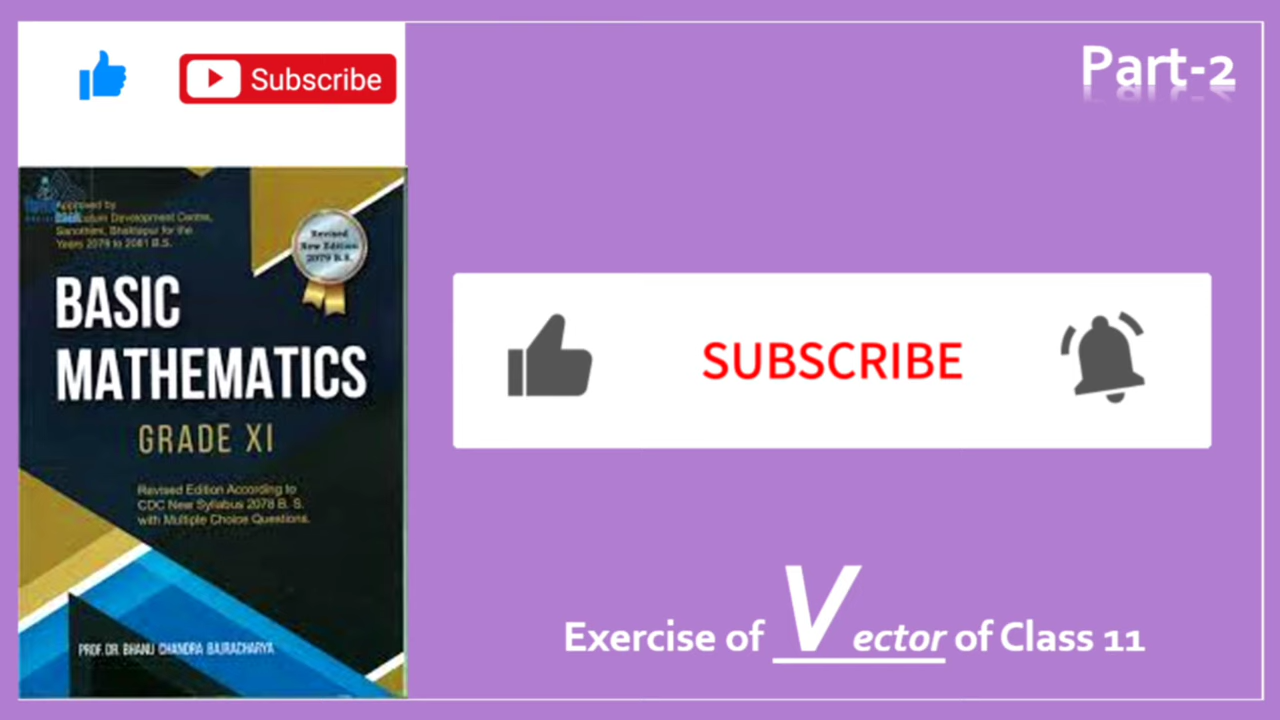 Part-2
Subscribe
Approved by
Curriculum Development Centre,
Sanothimi, Bhaktapur for the
Years 2079 to 2081 B.S.
Revised
New Edition
2079 B.S.
BASIC
MATHEMATICS
GRADE XI
Revised Edition According to
CDC New Syllabus 2078 B. S.
with Multiple Choice Questions.
PROF. DR. BHANU CHANDRA BAJRACHARYA
SUBSCRIBE
Exercise of Vector of Class 11